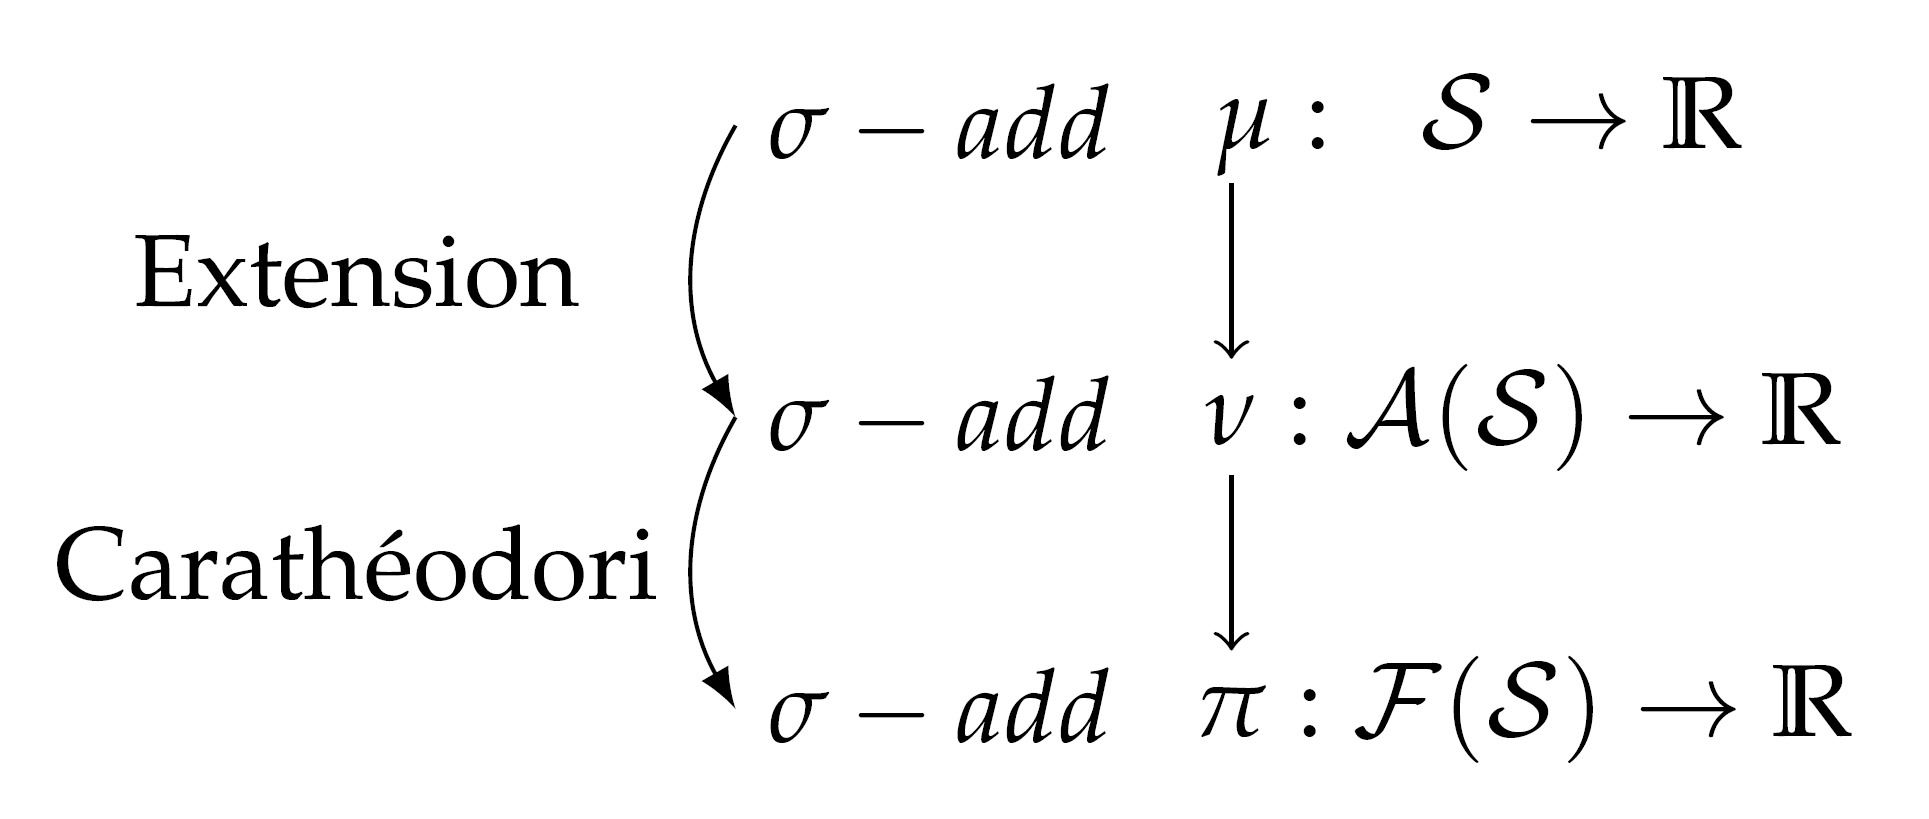 σ − add μ : 𝒮 → ℝ
Extension
σ − add ν : 𝒜(𝒮) → ℝ
Carathéodori
σ − add π : ℱ(𝒮) → ℝ